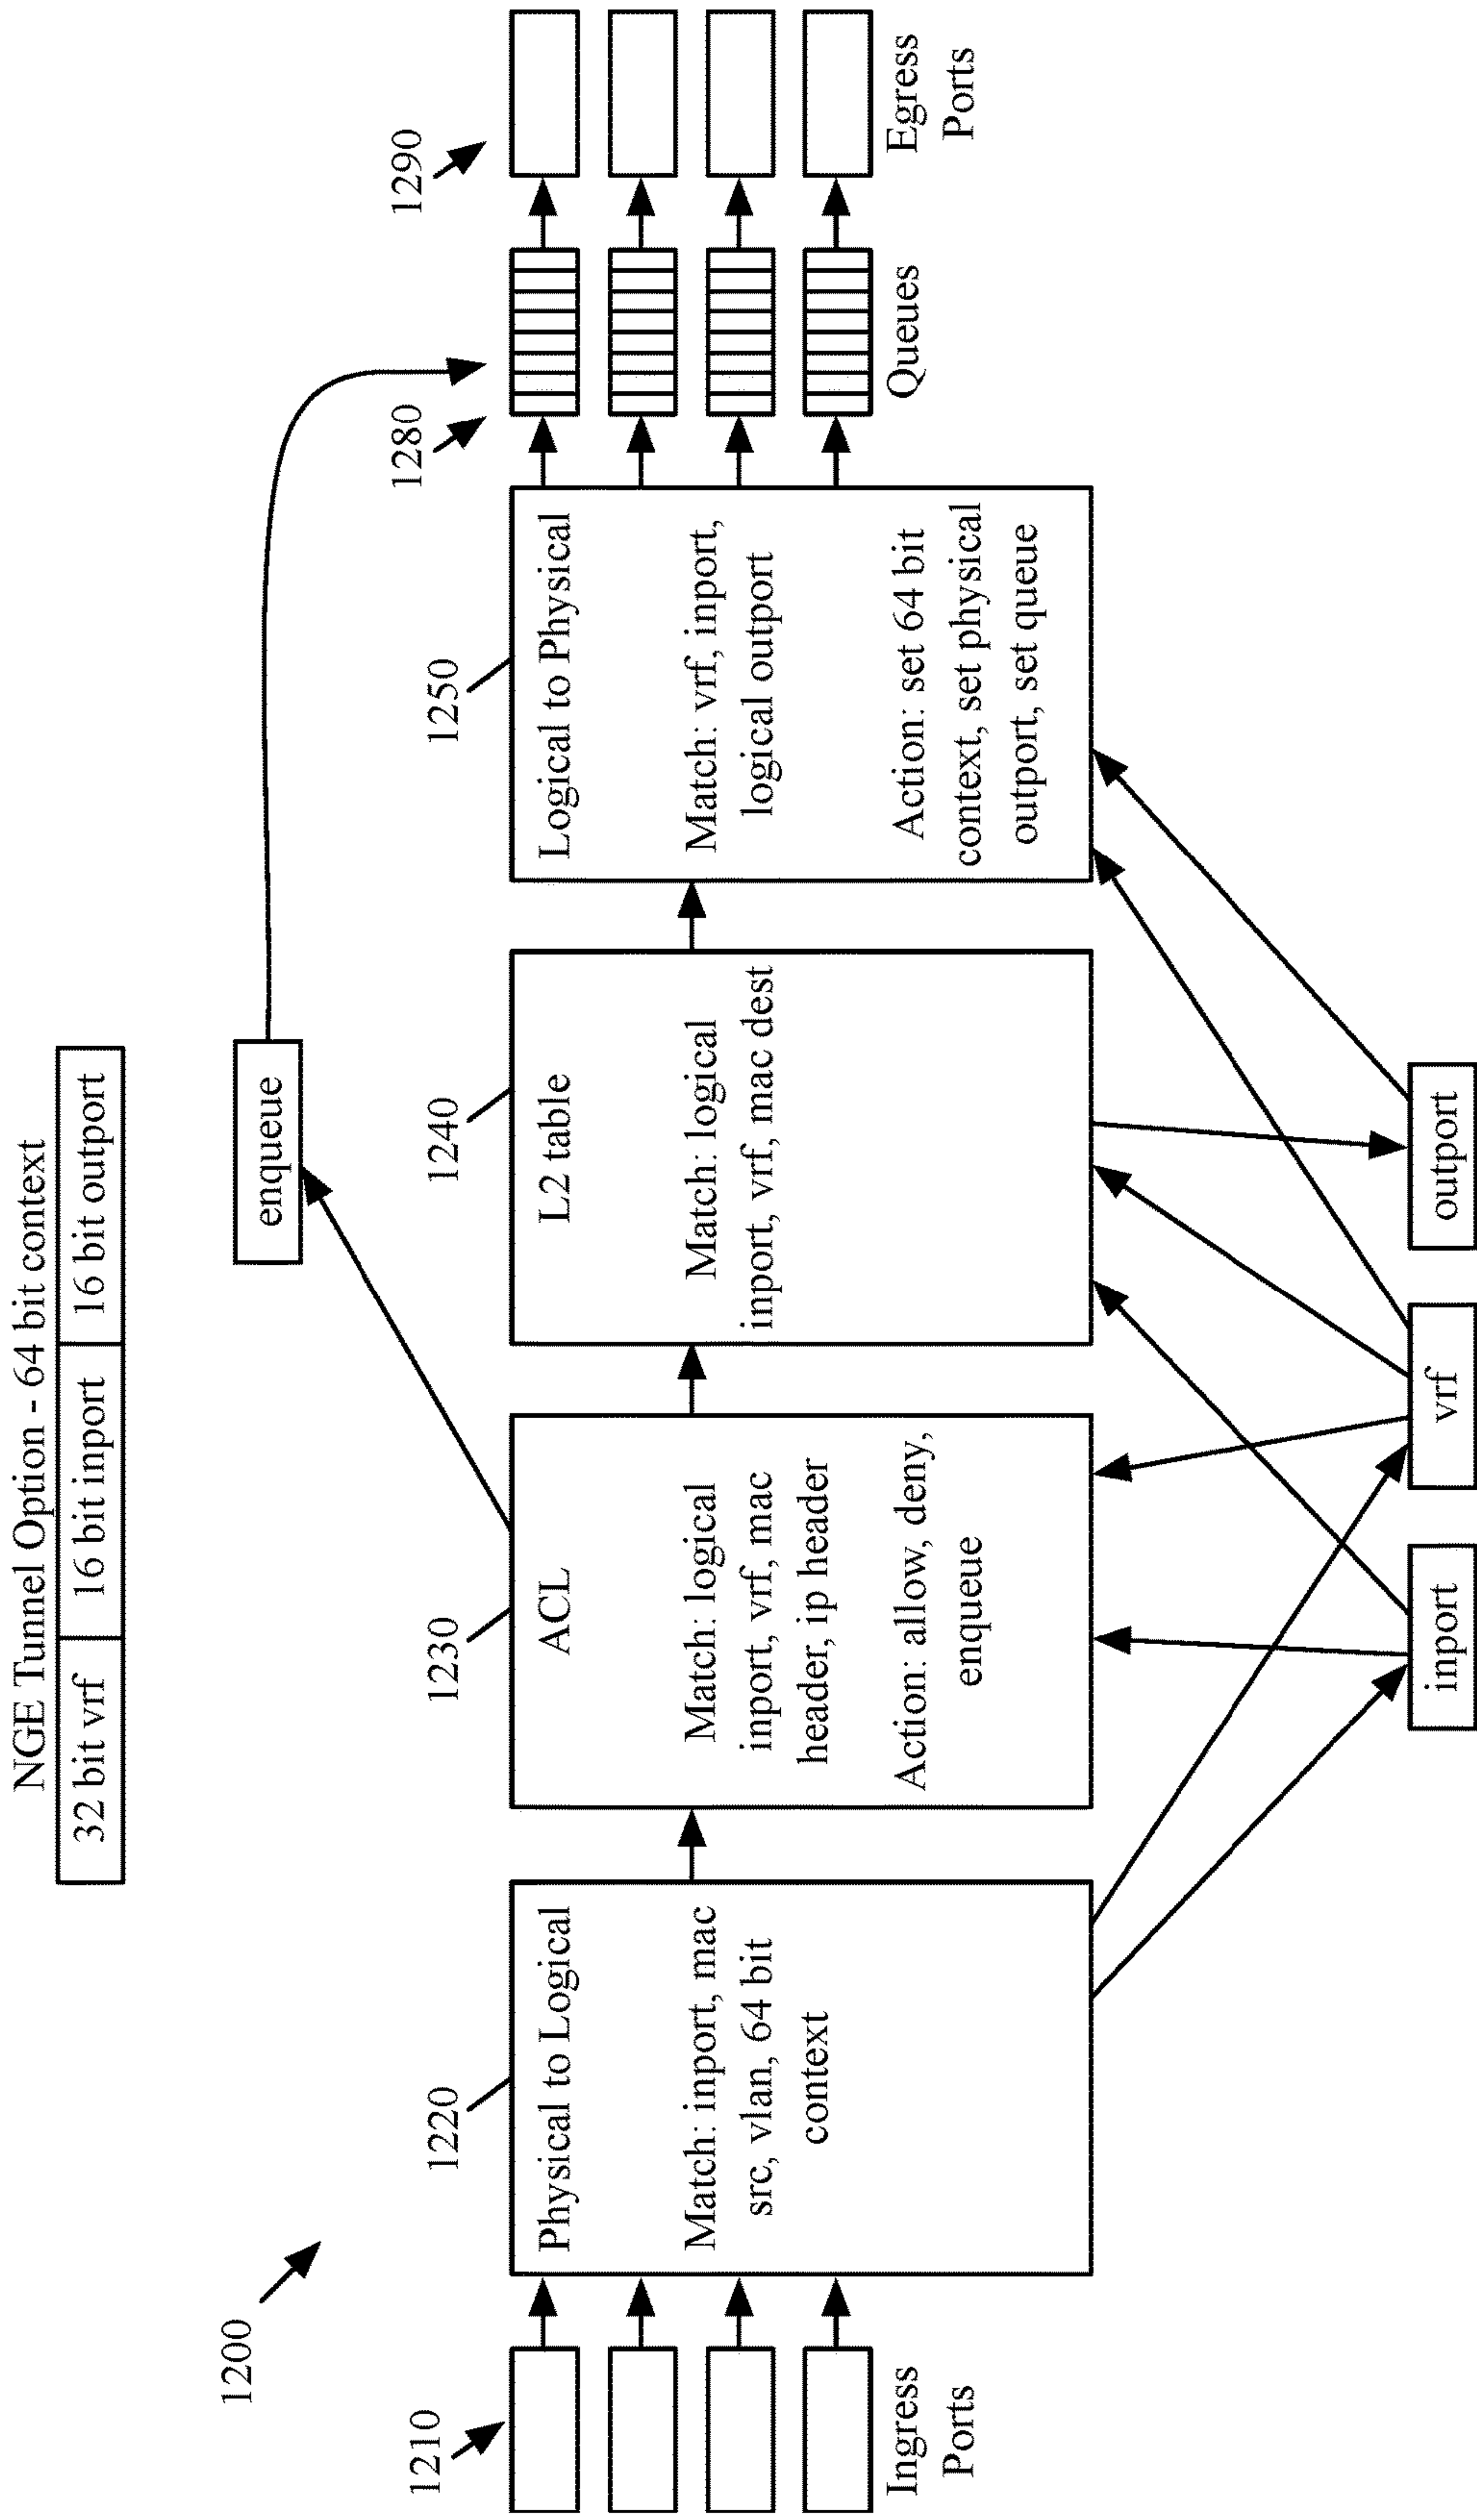 NGE Tunnel Option - 64 bit context
32 bit vrf
16 bit inport
16 bit outport
1200
enqueue
1210
1220
1230
1240
1250
1280
1290
Ingress
Ports
Physical to Logical
Match: inport, mac
src, vlan, 64 bit
context
ACL
Match: logical
inport, vrf, mac
header, ip header
Action: allow, deny,
enqueue
L2 table
Match: logical
inport, vrf, mac dest
Logical to Physical
Match: vrf, inport,
logical outport
Action: set 64 bit
context, set physical
outport, set queue
Queues
Egress
Ports
inport
vrf
outport